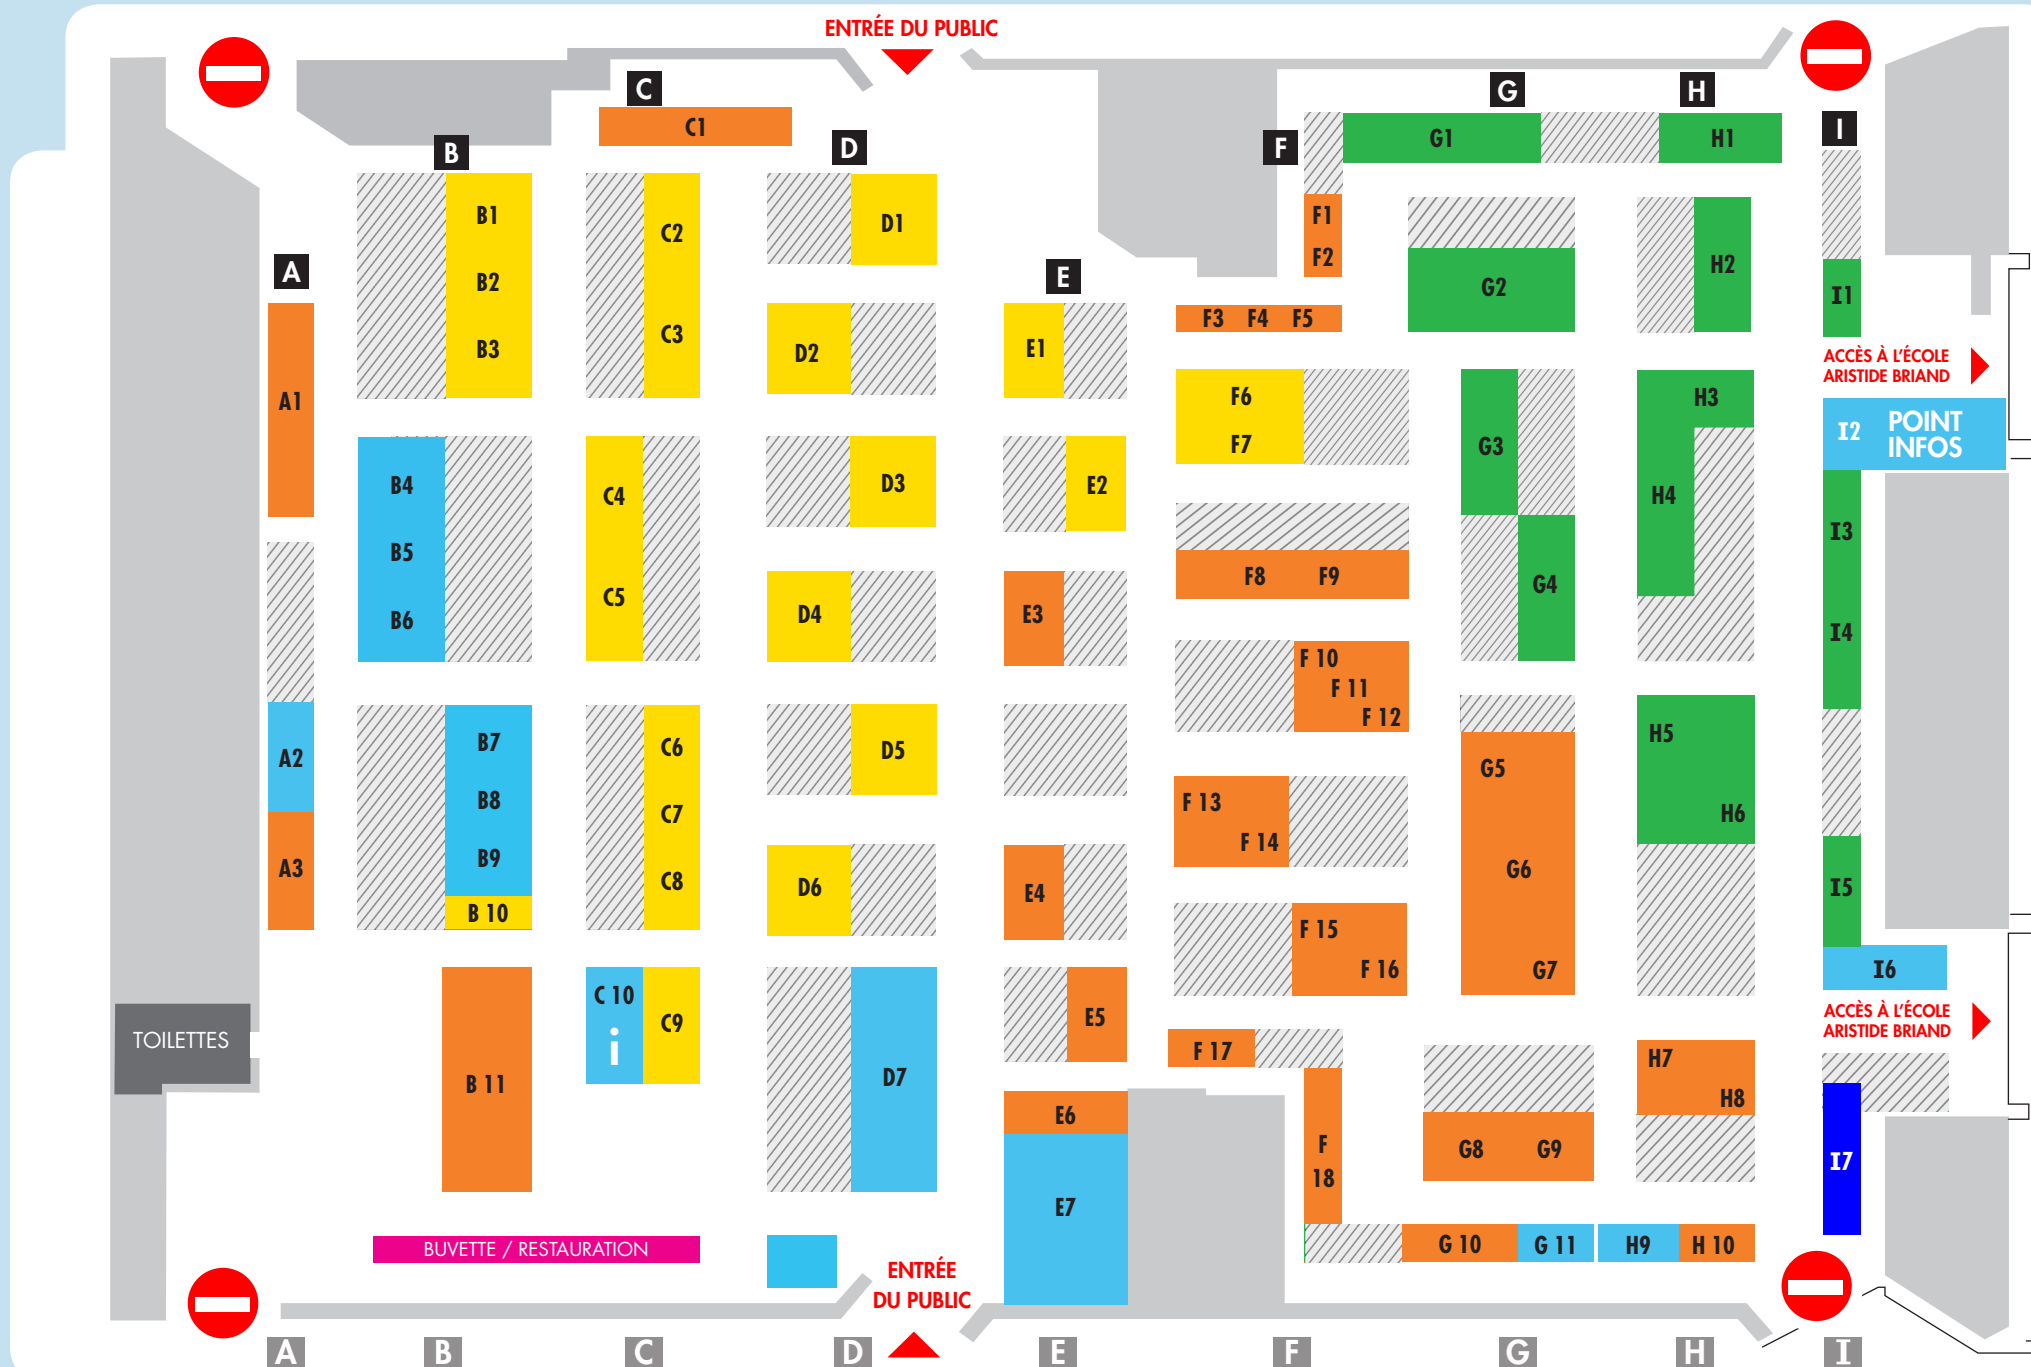 ENTRÉE DU PUBLIC
C
G
H
I
B
D
F
A
E
C1
G1
H1
B1
B2
B3
C2
C3
D1
D2
E1
F1
F2
F3 F4 F5
G2
H2
I1
ACCÈS À L'ÉCOLE
ARISTIDE BRIAND
A1
F6
F7
G3
H3
H4
I2 POINT
INFOS
B4
B5
B6
C4
C5
D3
D4
E2
E3
F8 F9
G4
I3
I4
F 10
F 11
F 12
A2
A3
B7
B8
B9
B 10
C6
C7
C8
D5
D6
E4
F 13
F 14
F 15
F 16
G5
G6
G7
H5
H6
I5
I6
ACCÈS À L'ÉCOLE
ARISTIDE BRIAND
TOILETTES
B 11
C 10
i
C9
D7
E5
E6
E7
F 17
F
18
G8 G9
H7
H8
I7
G 10
G 11
H9
H 10
BUVETTE / RESTAURATION
ENTRÉE
DU PUBLIC
A
B
C
D
E
F
G
H
I